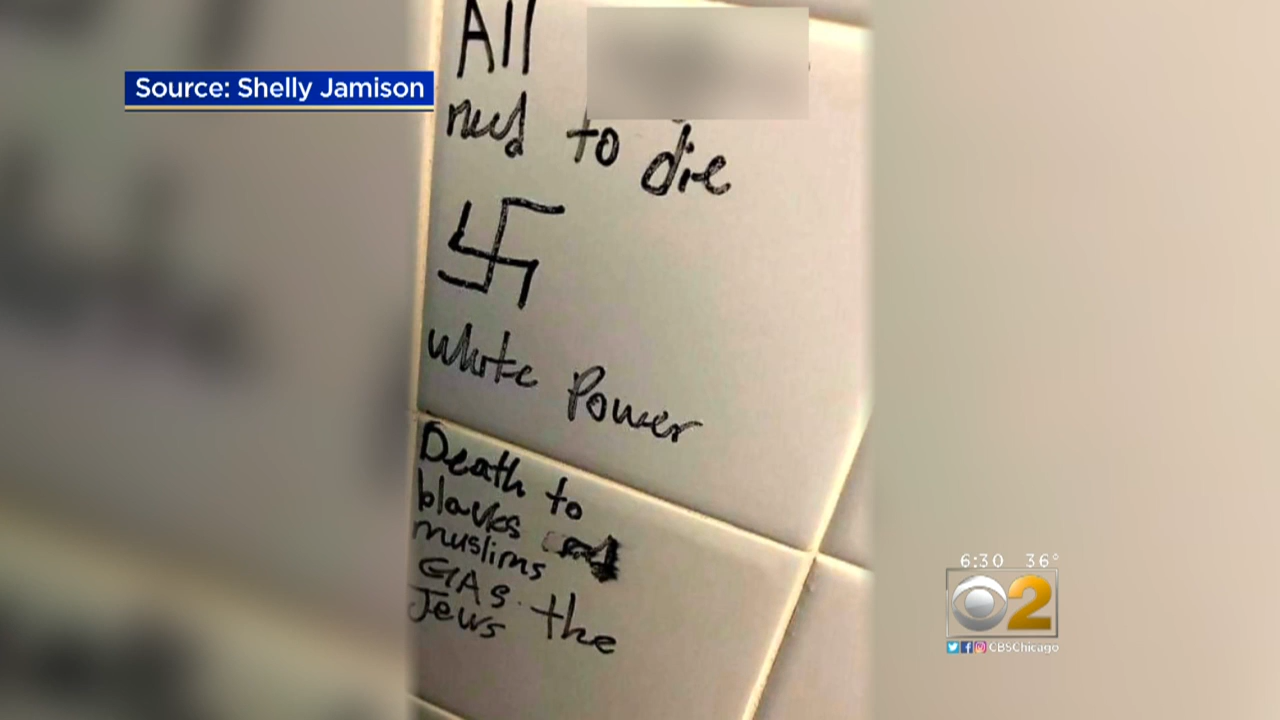 Source: Shelly Jamison
All
need to die
White Power
Death to
blacks and
muslims
GAS the
Jews
6:30 36°
2
CBSChicago